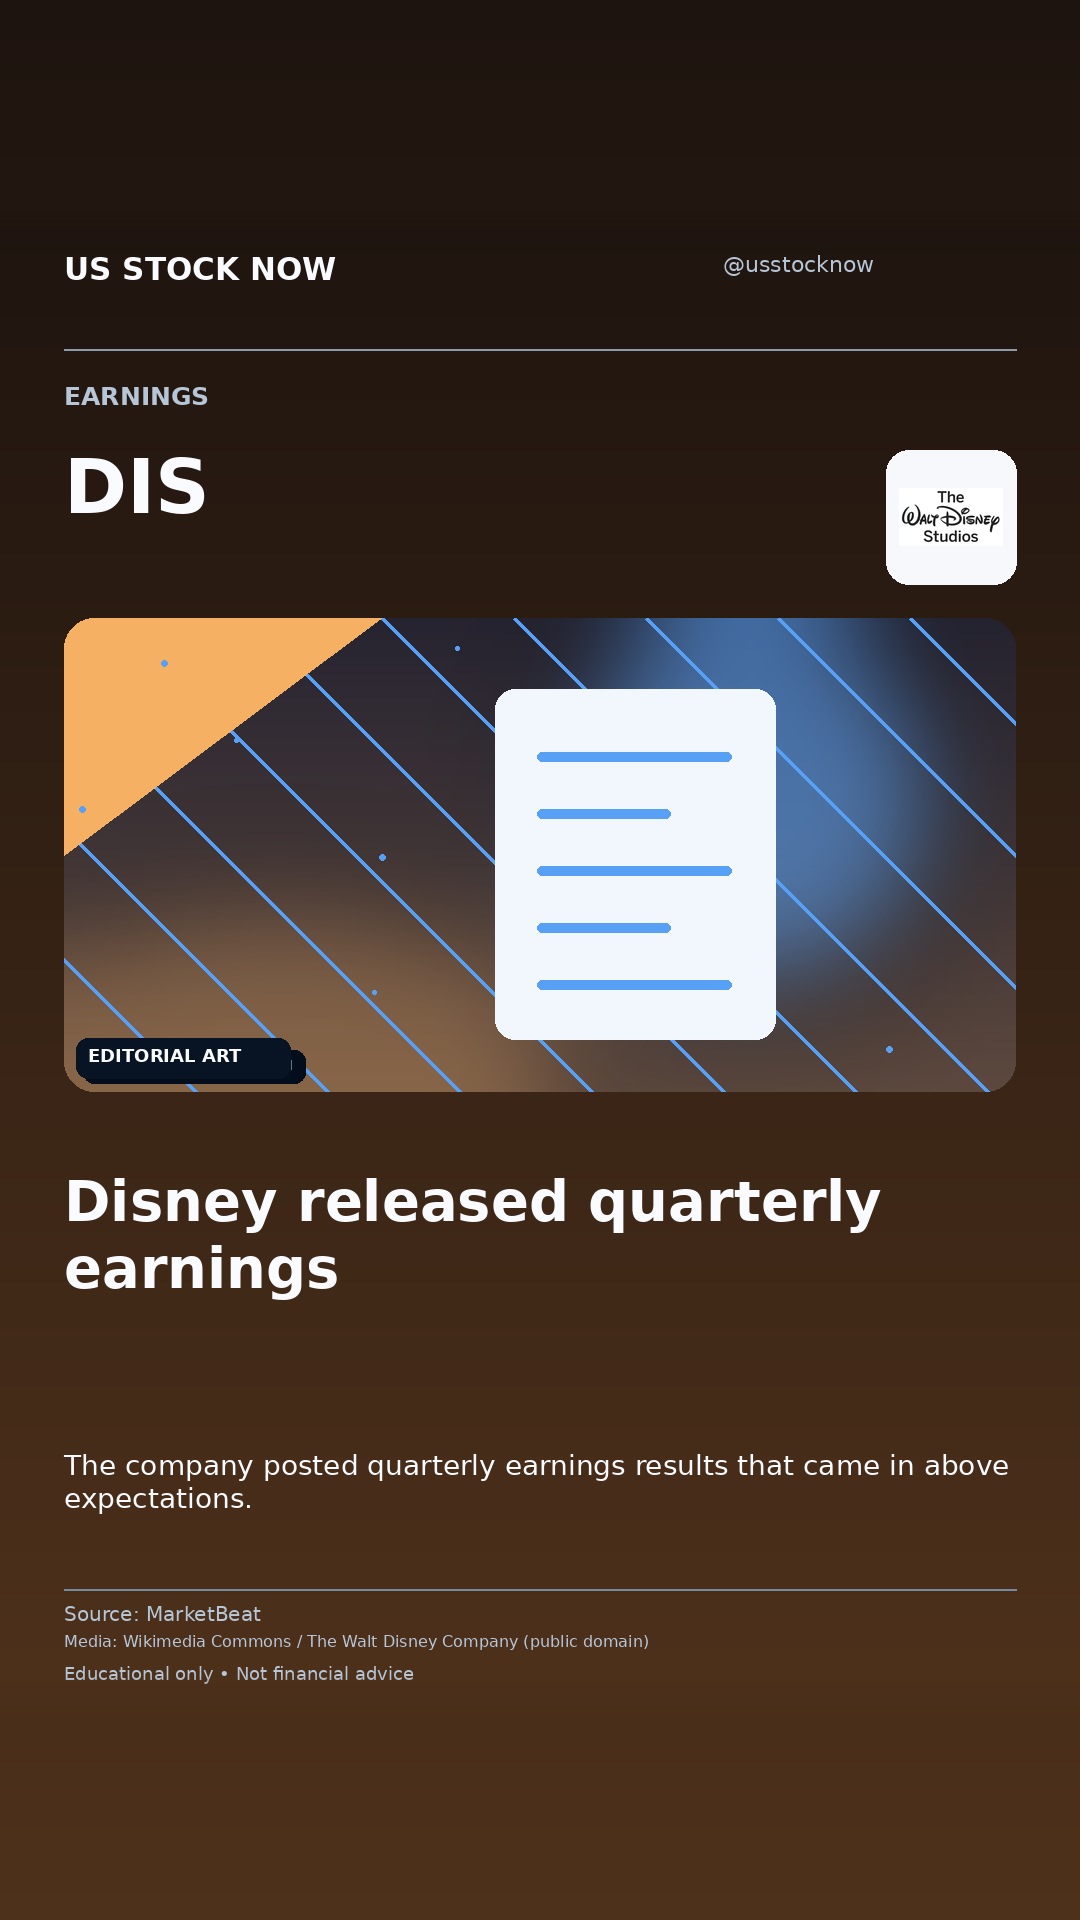 US STOCK NOW
@usstocknow
EARNINGS
DIS
The
Walt Disney
Studios
EDITORIAL ART
Disney released quarterly
earnings
The company posted quarterly earnings results that came in above
expectations.
Source: MarketBeat
Media: Wikimedia Commons / The Walt Disney Company (public domain)
Educational only • Not financial advice